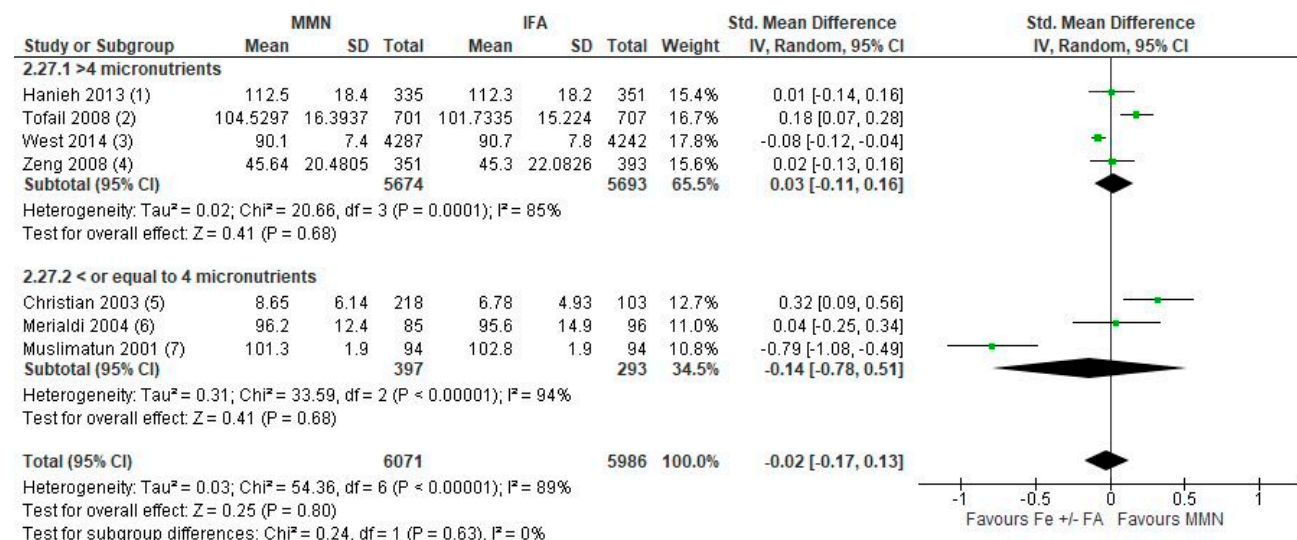 MMN IFA Std. Mean Difference Std. Mean Difference
Study or Subgroup Mean SD Total Mean SD Total Weight IV, Random, 95% CI IV, Random, 95% CI
2.27.1 >4 micronutrients
Hanieh 2013 (1) 112.5 18.4 335 112.3 18.2 351 15.4% 0.01 [-0.14, 0.16]
Tofail 2008 (2) 104.5297 16.3937 701 101.7335 15.224 707 16.7% 0.18 [0.07, 0.28]
West 2014 (3) 90.1 7.4 4287 90.7 7.8 4242 17.8% -0.08 [-0.12, -0.04]
Zeng 2008 (4) 45.64 20.4805 351 45.3 22.0826 393 15.6% 0.02 [-0.13, 0.16]
Subtotal (95% CI) 5674 5693 65.5% 0.03 [-0.11, 0.16]
Heterogeneity: Tau² = 0.02; Chi² = 20.66, df = 3 (P = 0.0001); I² = 85%
Test for overall effect: Z = 0.41 (P = 0.68)
2.27.2 < or equal to 4 micronutrients
Christian 2003 (5) 8.65 6.14 218 6.78 4.93 103 12.7% 0.32 [0.09, 0.56]
Merialdi 2004 (6) 96.2 12.4 85 95.6 14.9 96 11.0% 0.04 [-0.25, 0.34]
Muslimatun 2001 (7) 101.3 1.9 94 102.8 1.9 94 10.8% -0.79 [-1.08, -0.49]
Subtotal (95% CI) 397 293 34.5% -0.14 [-0.78, 0.51]
Heterogeneity: Tau² = 0.31; Chi² = 33.59, df = 2 (P < 0.00001); I² = 94%
Test for overall effect: Z = 0.41 (P = 0.68)
Total (95% CI) 6071 5986 100.0% -0.02 [-0.17, 0.13]
Heterogeneity: Tau² = 0.03; Chi² = 54.36, df = 6 (P < 0.00001); I² = 89%
Test for overall effect: Z = 0.25 (P = 0.80)
Test for subgroup differences: Chi² = 0.24, df = 1 (P = 0.63), I² = 0%
-1 -0.5 0 0.5 1
Favours Fe +/- FA Favours MMN